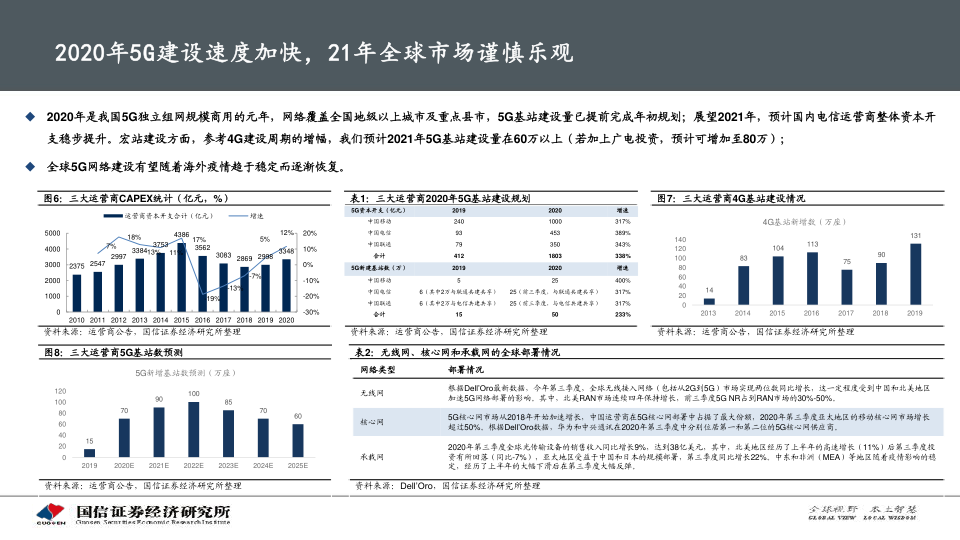 2020年5G建设速度加快，21年全球市场谨慎乐观
◆ 2020年是我国5G独立组网规模商用的元年，网络覆盖全国地级以上城市及重点县市，5G基站建设量已提前完成年初规划；展望2021年，预计国内电信运营商整体资本开
支稳步提升。宏站建设方面，参考4G建设周期的增幅，我们预计2021年5G基站建设量在60万以上（若加上广电投资，预计可增加至80万）；
◆ 全球5G网络建设有望随着海外疫情趋于稳定而逐渐恢复。
图6：三大运营商CAPEX统计（亿元，%）
运营商资本开支合计（亿元） 增速
5000 4000 3000 2000 1000 0
20% 10% 0% -10% -20% -30%
2375 2547 2997 3384 3753 4386 3562 3083 2869 2998 3348
7% 18% 13% 11% 17% -19% -13% -7% 5% 12%
2010 2011 2012 2013 2014 2015 2016 2017 2018 2019 2020
资料来源：运营商公告、国信证券经济研究所整理
表1：三大运营商2020年5G基站建设规划
5G资本开支（亿元） 2019 2020 增速
中国移动 240 1000 317%
中国电信 93 453 389%
中国联通 79 350 343%
合计 412 1803 338%
5G新建基站数（万） 2019 2020 增速
中国移动 5 25 400%
中国电信 6（其中2万与联通共建共享） 25（前三季度，与联通共建共享） 317%
中国联通 6（其中2万与电信共建共享） 25（前三季度，与电信共建共享） 317%
合计 15 50 233%
资料来源：运营商公告、国信证券经济研究所整理
图7：三大运营商4G基站建设情况
4G基站新增数（万座）
140 120 100 80 60 40 20 0
14 83 104 113 75 90 131
2013 2014 2015 2016 2017 2018 2019
资料来源：运营商公告、国信证券经济研究所整理
图8：三大运营商5G基站数预测
5G新增基站数预测（万座）
120 100 80 60 40 20 0
15 70 90 100 85 70 60
2019 2020E 2021E 2022E 2023E 2024E 2025E
资料来源：运营商公告、国信证券经济研究所整理
表2：无线网、核心网和承载网的全球部署情况
网络类型 部署情况
无线网
根据Dell'Oro最新数据，今年第三季度，全球无线接入网络（包括从2G到5G）市场实现两位数同比增长，这一定程度受到中国和北美地区
加速5G网络部署的影响。其中，北美RAN市场连续四年保持增长，前三季度5G NR占到RAN市场的30%-50%。
核心网
5G核心网市场从2018年开始加速增长，中国运营商在5G核心网部署中占据了最大份额，2020年第三季度亚太地区的移动核心网市场增长
超过50%。根据Dell'Oro数据，华为和中兴通讯在2020年第三季度中分别位居第一和第二位的5G核心网供应商。
承载网
2020年第三季度全球光传输设备的销售收入同比增长9%，达到38亿美元，其中，北美地区经历了上半年的高速增长（11%）后第三季度投
资有所回落（同比-7%），亚太地区受益于中国和日本的规模部署，第三季度同比增长22%。中东和非洲（MEA）等地区随着疫情影响的稳
定，经历了上半年的大幅下滑后在第三季度大幅反弹。
资料来源：Dell'Oro，国信证券经济研究所整理
GUOSEN
国信证券经济研究所
Guosen Securities Economic Research Institute
全球视野 本土智慧
GLOBAL VIEW LOCAL WISDOM